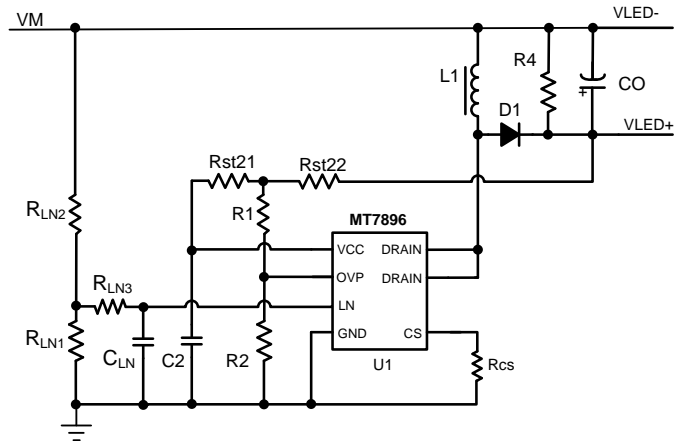 VM
VLED-
L1
R4
CO
+
D1
VLED+
Rst21
Rst22
RLN2
R1
MT7896
VCC
DRAIN
OVP
DRAIN
RLN3
LN
GND
CS
RLN1
CLN
C2
R2
U1
Rcs